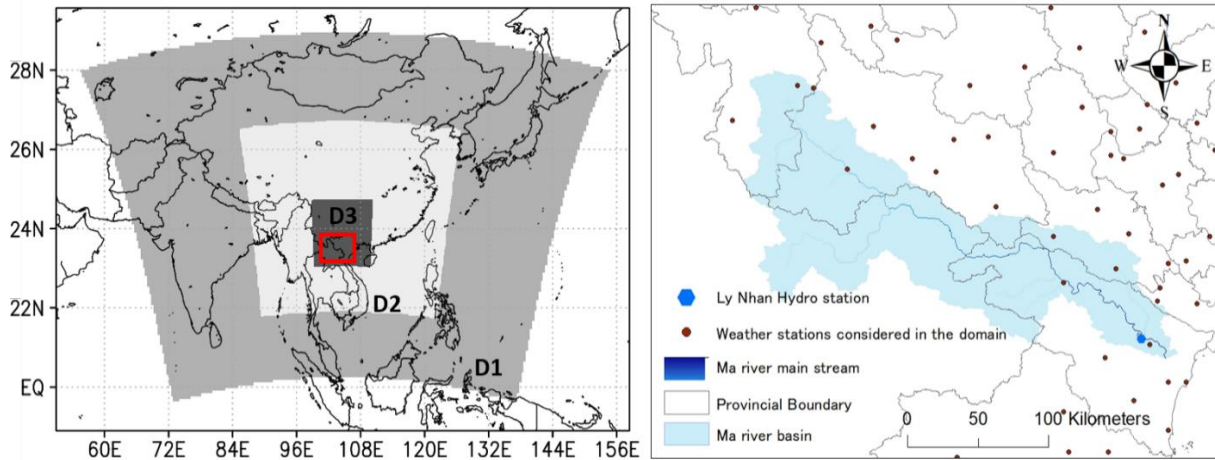 28N
26N
24N
22N
EQ
60E
72E
84E
96E
108E
120E
132E
144E
156E
D3
D2
D1
N
W
E
S
Ly Nhan Hydro station
Weather stations considered in the domain
Ma river main stream
Provincial Boundary
Ma river basin
0 50 100 Kilometers